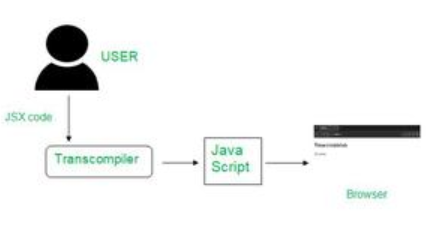 USER
JSX code
Transcompiler
Java
Script
Browser